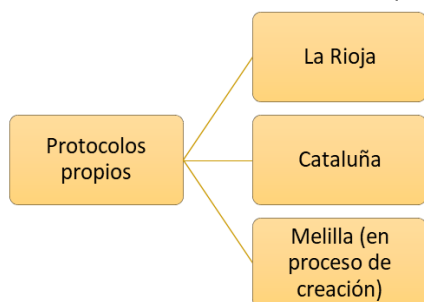 La Rioja
Protocolos
propios
Cataluña
Melilla (en
proceso de
creación)